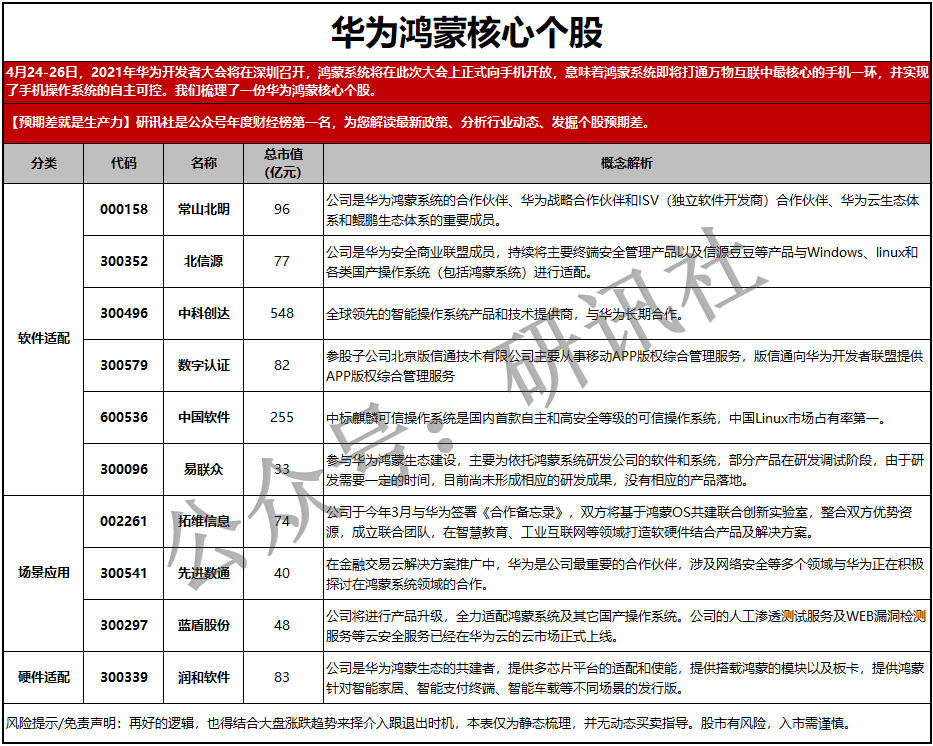 华为鸿蒙核心个股
4月24-26日，2021年华为开发者大会将在深圳召开，鸿蒙系统将在此次大会上正式向手机开放，意味着鸿蒙系统即将打通万物互联中最核心的手机一环，并实现
了手机操作系统的自主可控。我们梳理了一份华为鸿蒙核心个股。
【预期差就是生产力】研讯社是公众号年度财经榜第一名，为您解读最新政策、分析行业动态、发掘个股预期差。
分类 代码 名称 总市值
(亿元) 概念解析
软件适配
000158 常山北明 96 公司是华为鸿蒙系统的合作伙伴、华为战略合作伙伴和ISV（独立软件开发商）合作伙伴、华为云生态体
系和鲲鹏生态体系的重要成员。
300352 北信源 77 公司是华为安全商业联盟成员，持续将主要终端安全管理产品以及信源豆豆等产品与Windows、linux和
各类国产操作系统（包括鸿蒙系统）进行适配。
300496 中科创达 548 全球领先的智能操作系统产品和技术提供商，与华为长期合作。
300579 数字认证 82 参股子公司北京版信通技术有限公司主要从事移动APP版权综合管理服务，版信通向华为开发者联盟提供
APP版权综合管理服务
600536 中国软件 255 中标麒麟可信操作系统是国内首款自主和高安全等级的可信操作系统，中国Linux市场占有率第一。
300096 易联众 33 参与华为鸿蒙生态建设，主要为依托鸿蒙系统研发公司的软件和系统，部分产品在研发调试阶段，由于研
发需要一定的时间，目前尚未形成相应的研发成果，没有相应的产品落地。
场景应用
002261 拓维信息 74 公司于今年3月与华为签署《合作备忘录》，双方将基于鸿蒙OS共建联合创新实验室，整合双方优势资
源，成立联合团队，在智慧教育、工业互联网等领域打造软硬件结合产品及解决方案。
300541 先进数通 40 在金融交易云解决方案推广中，华为是公司最重要的合作伙伴，涉及网络安全等多个领域与华为正在积极
探讨在鸿蒙系统领域的合作。
300297 蓝盾股份 48 公司将进行产品升级，全力适配鸿蒙系统及其它国产操作系统。公司的人工渗透测试服务及WEB漏洞检测
服务等云安全服务已经在华为云的云市场正式上线。
硬件适配
300339 润和软件 83 公司是华为鸿蒙生态的共建者，提供多芯片平台的适配和使能，提供搭载鸿蒙的模块以及板卡，提供鸿蒙
针对智能家居、智能支付终端、智能车载等不同场景的发行版。
风险提示/免责声明：再好的逻辑，也得结合大盘涨跌趋势来择介入跟退出时机，本表仅为静态梳理，并无动态买卖指导。股市有风险，入市需谨慎。
公众号：研讯社